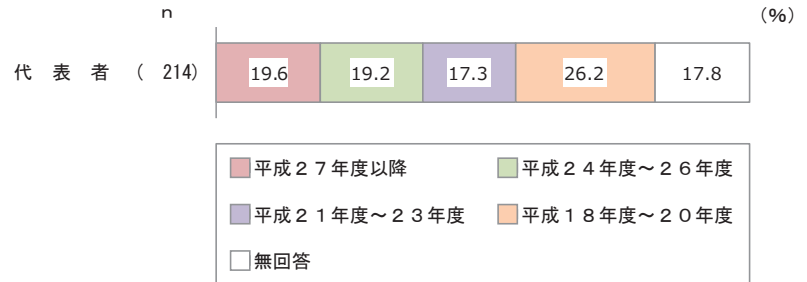 n (%)
代表者（ 214) 19.6 19.2 17.3 26.2 17.8
平成２７年度以降 平成２４年度～２６年度
平成２１年度～２３年度 平成１８年度～２０年度
無回答